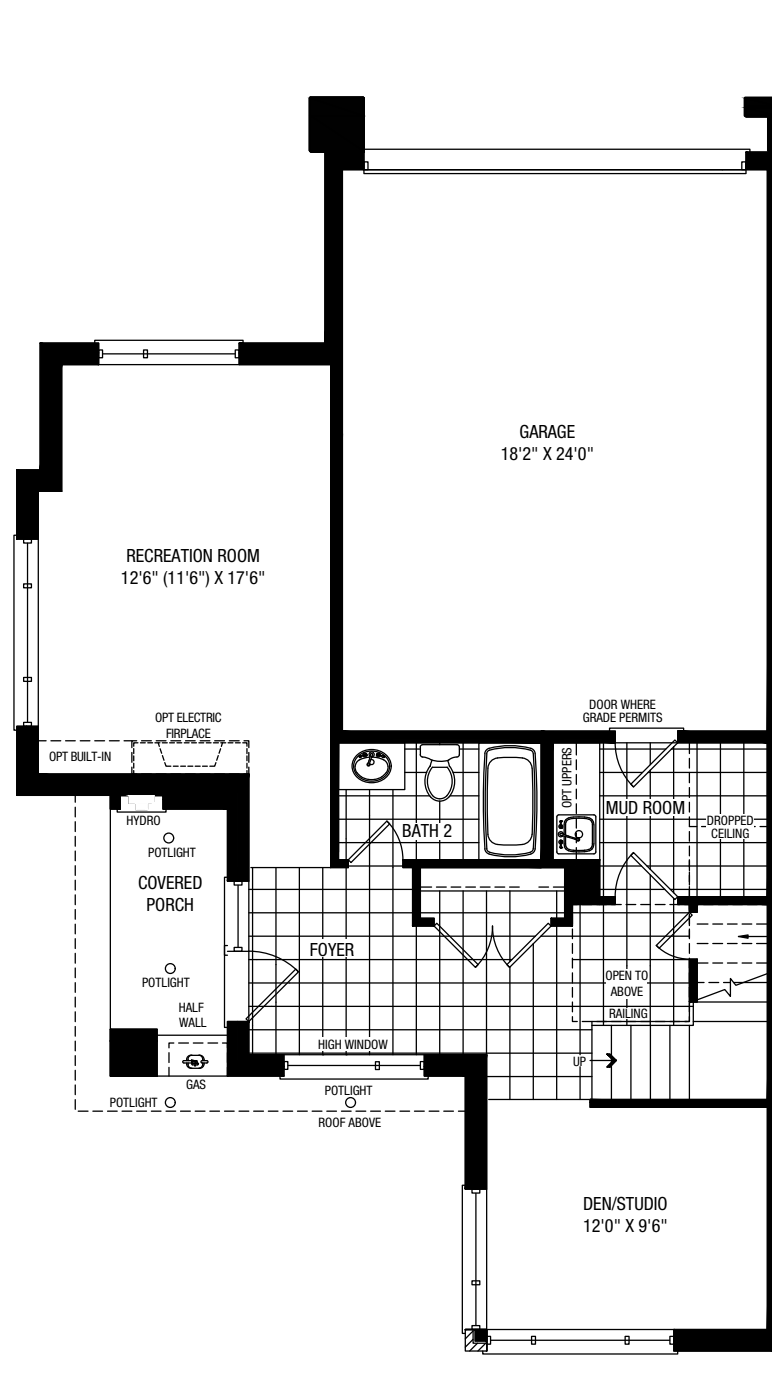 GARAGE
18'2" X 24'0"
RECREATION ROOM
12'6" (11'6") X 17'6"
DOOR WHERE
GRADE PERMITS
OPT ELECTRIC
FIRPLACE
OPT BUILT-IN
OPT UPPERS
MUD ROOM
DROPPED
CEILING
HYDRO
BATH 2
POTLIGHT
COVERED
PORCH
FOYER
POTLIGHT
OPEN TO
ABOVE
HALF
WALL
RAILING
HIGH WINDOW
UP
GAS
POTLIGHT
POTLIGHT
ROOF ABOVE
DEN/STUDIO
12'0" X 9'6"